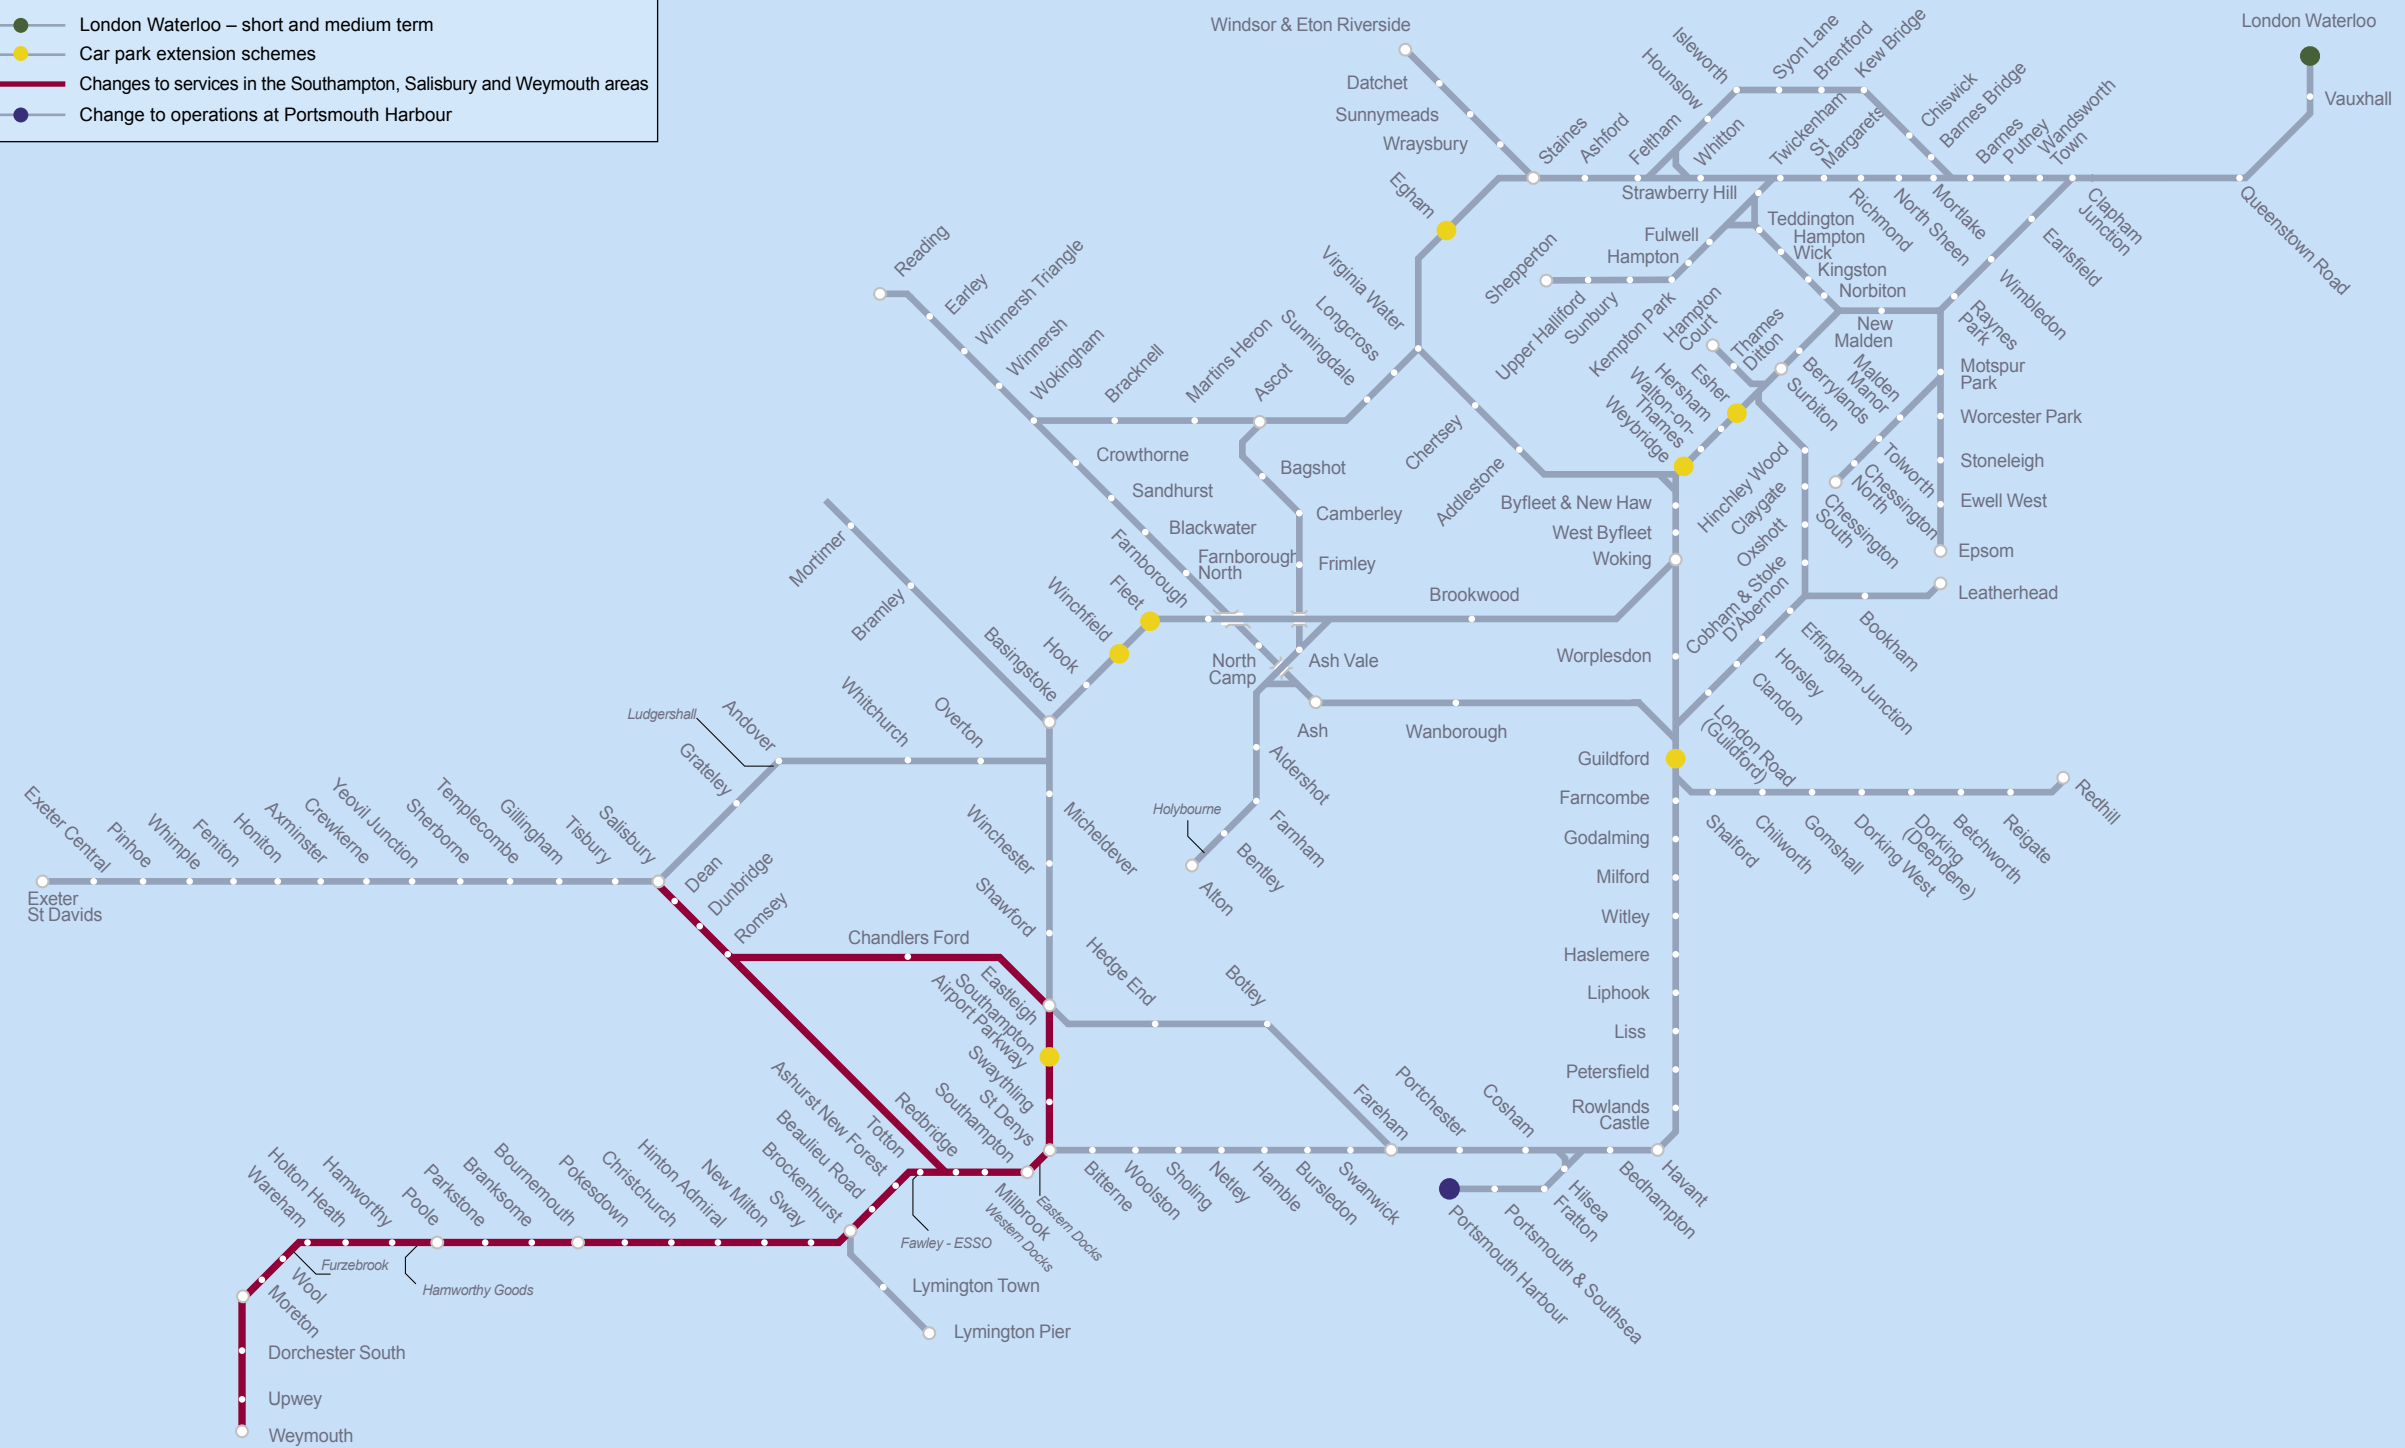 London Waterloo – short and medium term
Car park extension schemes
Changes to services in the Southampton, Salisbury and Weymouth areas
Change to operations at Portsmouth Harbour
London Waterloo
Vauxhall
Queenstown Road
Windsor & Eton Riverside
Datchet
Sunnymeads
Wraysbury
Staines
Ashford
Feltham
Hounslow
Isleworth
Syon Lane
Brentford
Kew Bridge
Chiswick
Barnes Bridge
Whitton
Twickenham
St
Margarets
Barnes
Putney
Wandsworth
Town
Richmond
North Sheen
Mortlake
Clapham
Junction
Earlsfield
Wimbledon
Raynes
Park
Egham
Virginia Water
Longcross
Sunningdale
Strawberry Hill
Teddington
Hampton
Wick
Kingston
Norbiton
New
Malden
Fulwell
Hampton
Shepperton
Upper Halliford
Sunbury
Kempton Park
Hampton
Court
Thames
Ditton
Berrylands
Surbiton
Esher
Hersham
Walton-on-
Thames
Weybridge
Malden
Manor
Tolworth
Chessington
North
Chessington
South
Motspur
Park
Worcester Park
Stoneleigh
Ewell West
Epsom
Leatherhead
Bookham
Hinchley Wood
Claygate
Oxshott
Cobham & Stoke
D'Abernon
Effingham Junction
Horsley
Clandon
London Road
(Guildford)
Reading
Earley
Winnersh Triangle
Winnersh
Wokingham
Bracknell
Martins Heron
Ascot
Crowthorne
Sandhurst
Blackwater
Farnborough
North
Bagshot
Camberley
Frimley
Chertsey
Addlestone
Byfleet & New Haw
West Byfleet
Woking
Brookwood
Worplesdon
Farnborough
Fleet
Winchfield
Hook
Basingstoke
Mortimer
Bramley
North
Camp
Ash Vale
Ash
Wanborough
Aldershot
Farnham
Bentley
Alton
Holybourne
Guildford
Farncombe
Godalming
Milford
Witley
Haslemere
Liphook
Liss
Petersfield
Rowlands
Castle
Shalford
Chilworth
Gomshall
Dorking West
Dorking
(Deepdene)
Betchworth
Reigate
Redhill
Ludgershall
Andover
Whitchurch
Overton
Grateley
Salisbury
Tisbury
Gillingham
Templecombe
Sherborne
Yeovil Junction
Crewkerne
Axminster
Honiton
Feniton
Whimple
Pinhoe
Exeter Central
Exeter
St Davids
Dean
Dunbridge
Romsey
Chandlers Ford
Micheldever
Winchester
Shawford
Eastleigh
Southampton
Airport Parkway
Swaythling
St Denys
Southampton
Hedge End
Botley
Fareham
Portchester
Cosham
Havant
Bedhampton
Hilsea
Fratton
Portsmouth & Southsea
Portsmouth Harbour
Bitterne
Woolston
Sholing
Netley
Hamble
Bursledon
Swanwick
Eastern Docks
Millbrook
Western Docks
Redbridge
Totton
Ashurst New Forest
Beaulieu Road
Brockenhurst
Fawley - ESSO
Lymington Town
Lymington Pier
Sway
New Milton
Hinton Admiral
Christchurch
Pokesdown
Bournemouth
Branksome
Parkstone
Poole
Hamworthy
Holton Heath
Wareham
Furzebrook
Hamworthy Goods
Wool
Moreton
Dorchester South
Upwey
Weymouth